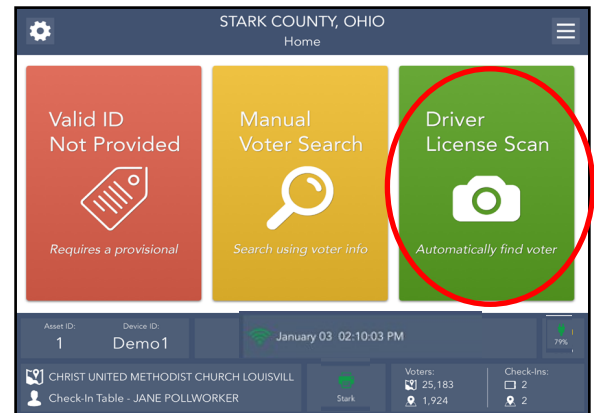 STARK COUNTY, OHIO
Home
Valid ID
Not Provided
Requires a provisional
Manual
Voter Search
Search using voter info
Driver
License Scan
Automatically find voter
Asset ID:
1
Device ID:
Demo1
January 03 02:10:03 PM
79%
CHRIST UNITED METHODIST CHURCH LOUISVILL
Check-In Table - JANE POLLWORKER
Stark
Voters:
25,183
1,924
Check-Ins:
2
2